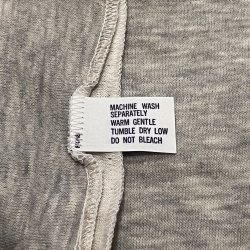 MACHINE WASH
SEPARATELY
WARM GENTLE
TUMBLE DRY LOW
DO NOT BLEACH